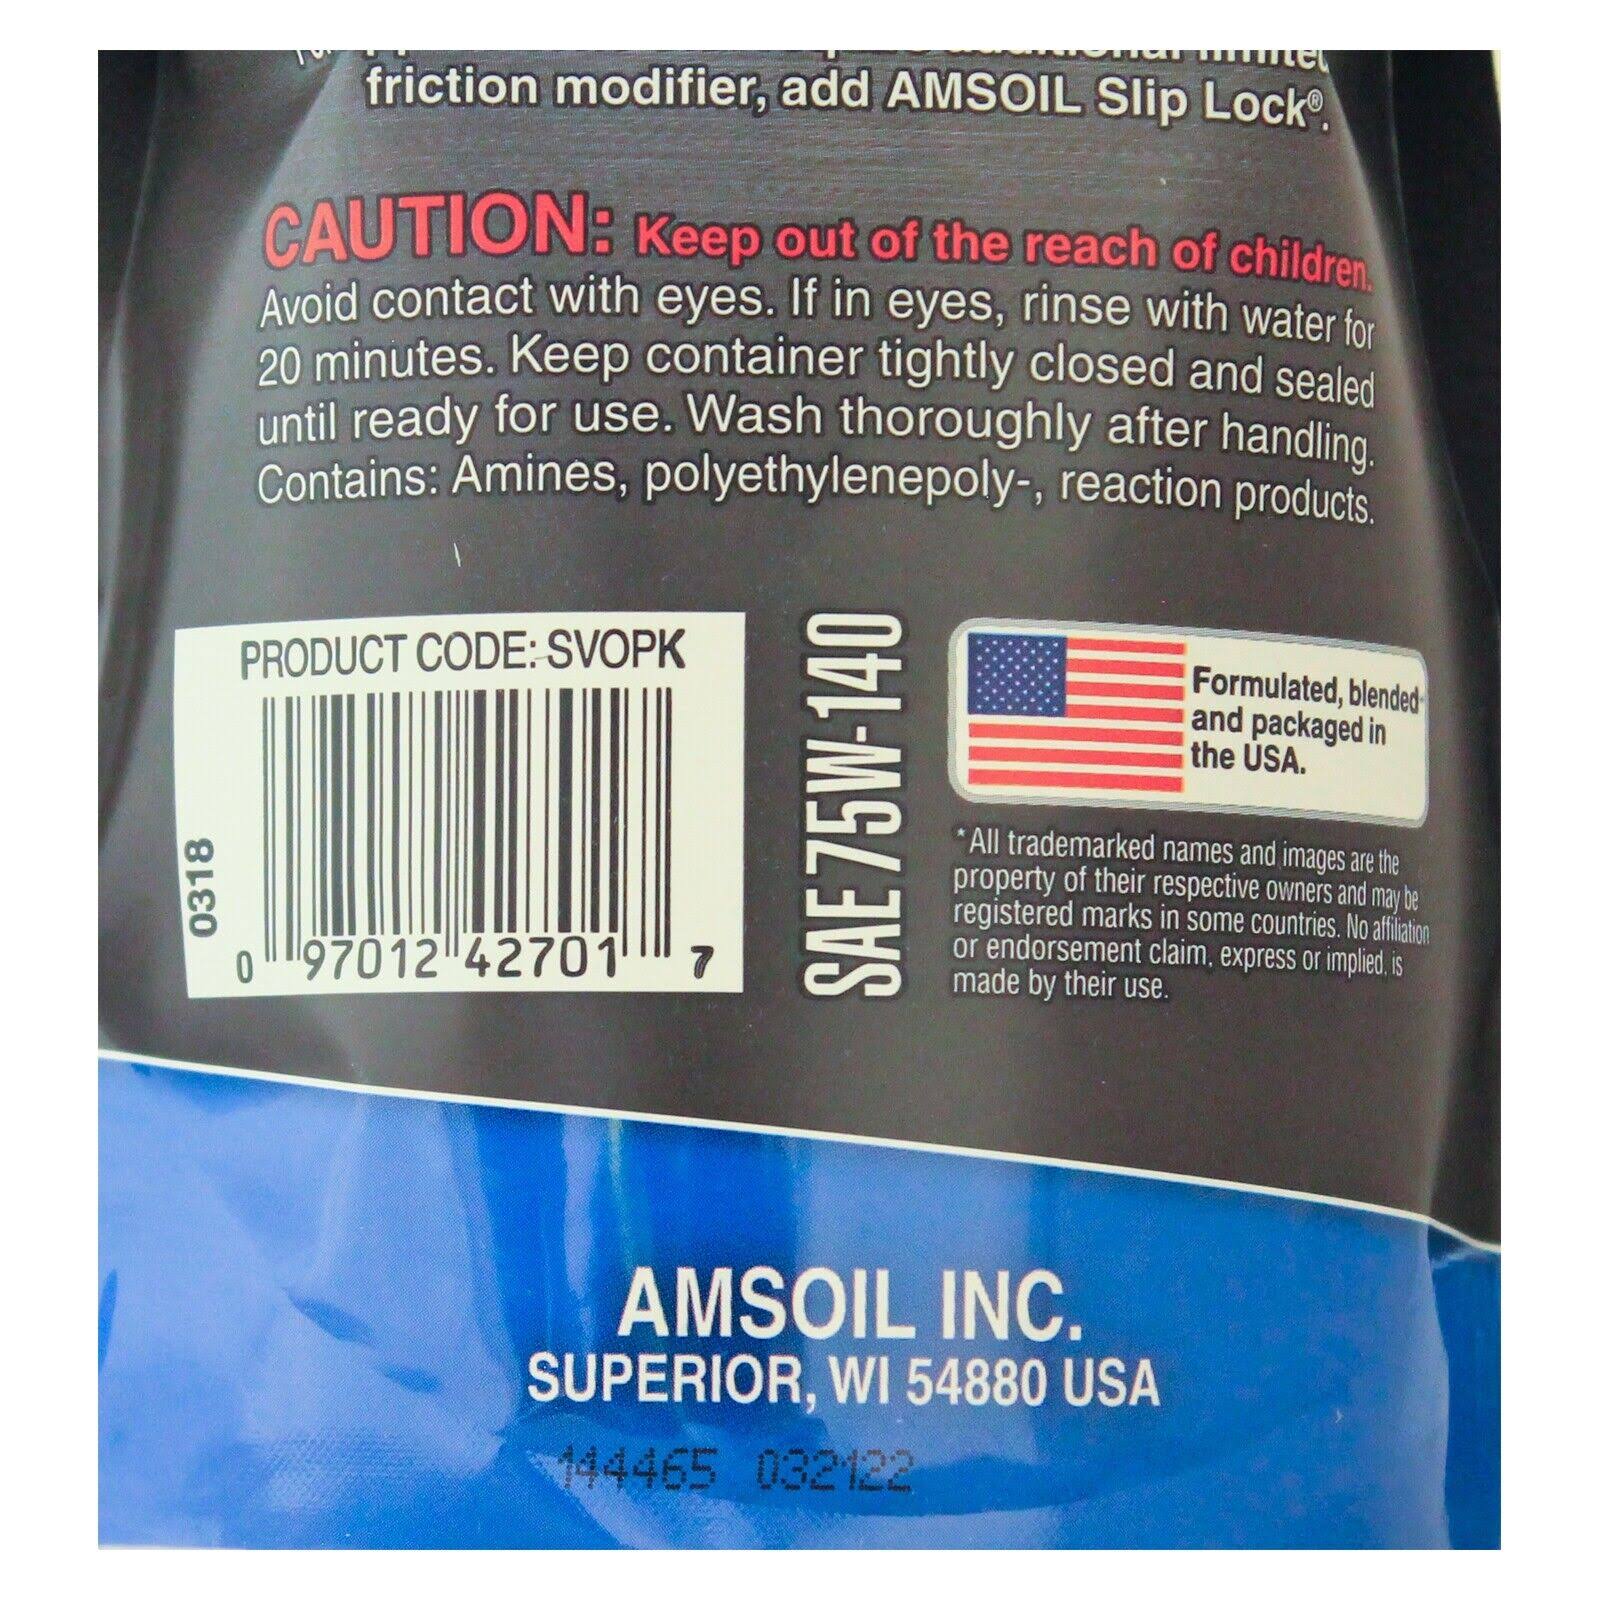 additional limited
friction modifier, add AMSOIL Slip Lock®.
CAUTION: Keep out of the reach of children.
Avoid contact with eyes. If in eyes, rinse with water for
20 minutes. Keep container tightly closed and sealed
until ready for use. Wash thoroughly after handling.
Contains: Amines, polyethylenepoly-, reaction products.
PRODUCT CODE: SVOPK
0318
0 97012 42701 7
SAE 75W-140
Formulated, blended
and packaged in
the USA.
*All trademarked names and images are the
property of their respective owners and may be
registered marks in some countries. No affiliation
or endorsement claim, express or implied, is
made by their use.
AMSOIL INC.
SUPERIOR, WI 54880 USA
144465 032122